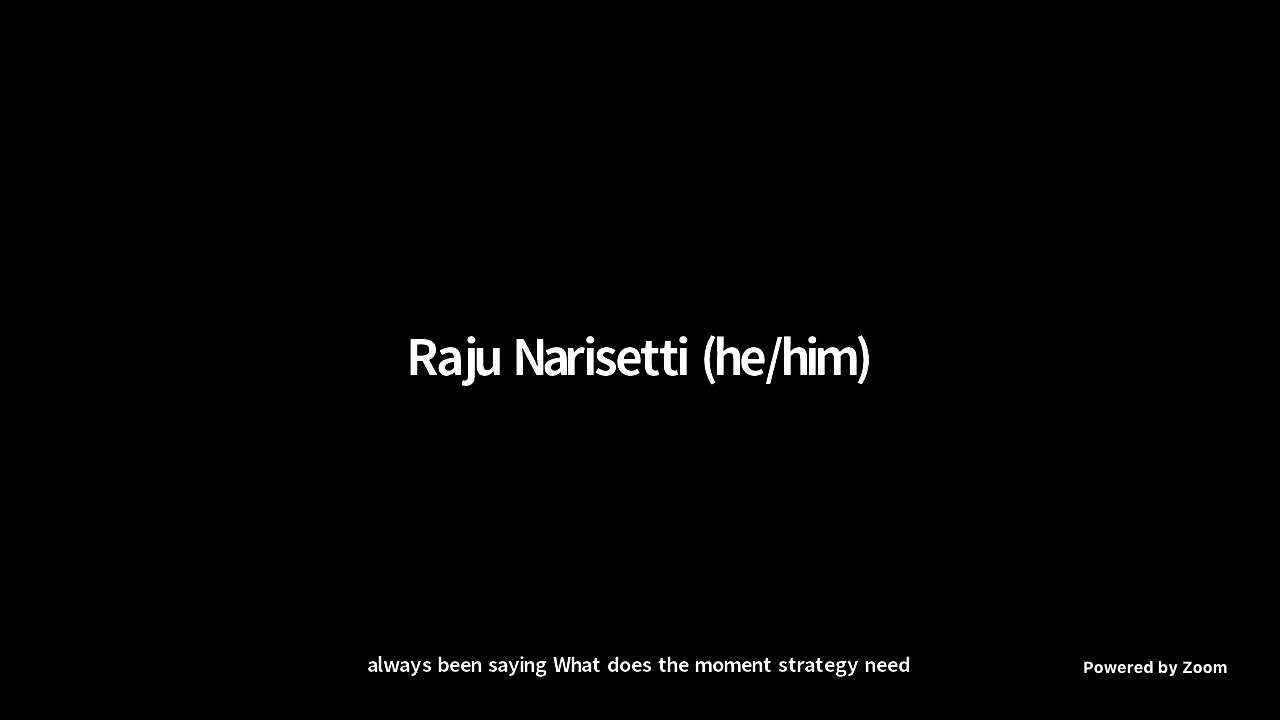 Raju Narisetti (he/him)
always been saying What does the moment strategy need
Powered by Zoom